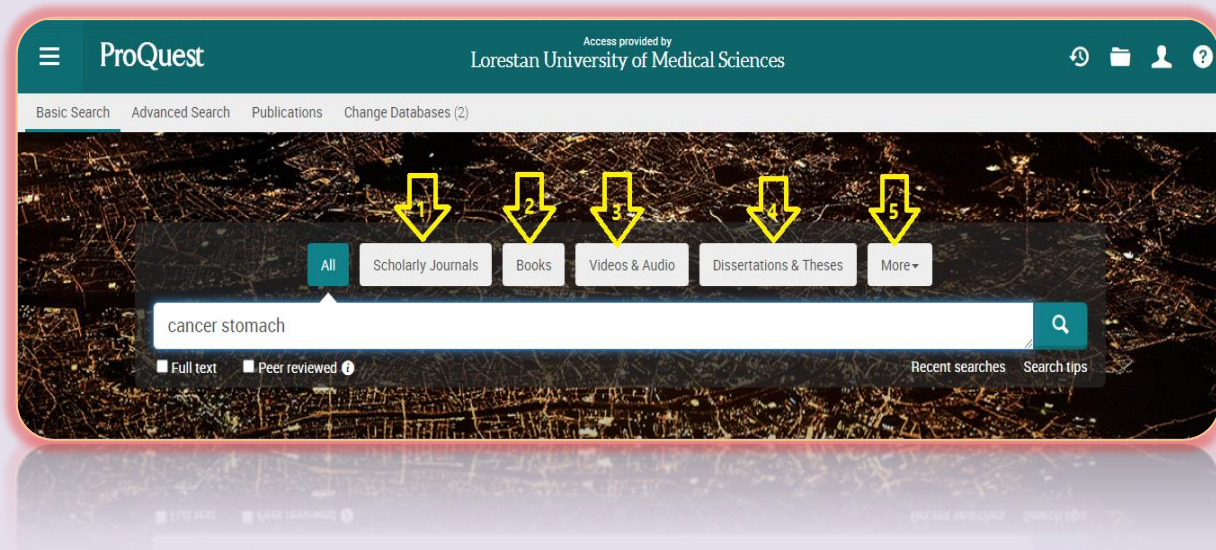 ProQuest
Access provided by
Lorestan University of Medical Sciences
?
Basic Search Advanced Search Publications Change Databases (2)
1 2 3 4 5
All Scholarly Journals Books Videos & Audio Dissertations & Theses More
cancer stomach
Full text Peer reviewed i Recent searches Search tips